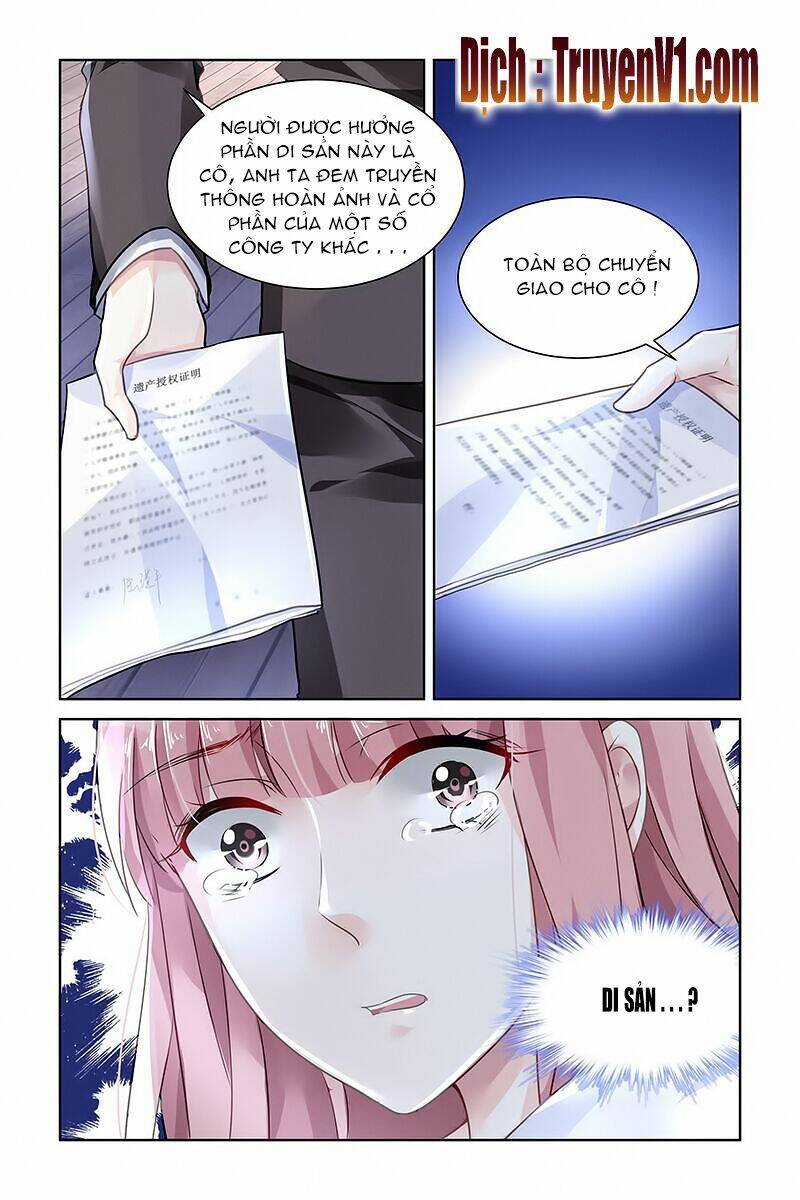 Dịch : TruyenV1.com
NGƯỜI ĐƯỢC HƯỞNG
PHẦN DI SẢN NÀY LÀ
CÔ, ANH TA ĐEM TRUYỀN
THÔNG HOÀN ẢNH VÀ CỔ
PHẦN CỦA MỘT SỐ
CÔNG TY KHÁC . . .
TOÀN BỘ CHUYỂN
GIAO CHO CÔ !
遗产授权证明
遗产授权证明
DI SẢN . . . ?